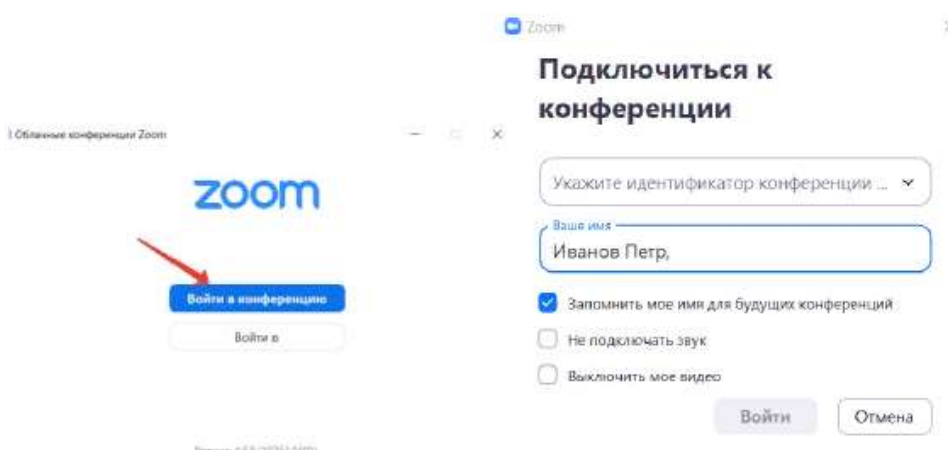 Облачные конференции Zoom
zoom
Войти в конференцию
Войти в
Zoom
Подключиться к
конференции
Укажите идентификатор конференции ...
Ваше имя
Иванов Петр,
Запомнить мое имя для будущих конференций
Не подключать звук
Выключить мое видео
Войти
Отмена